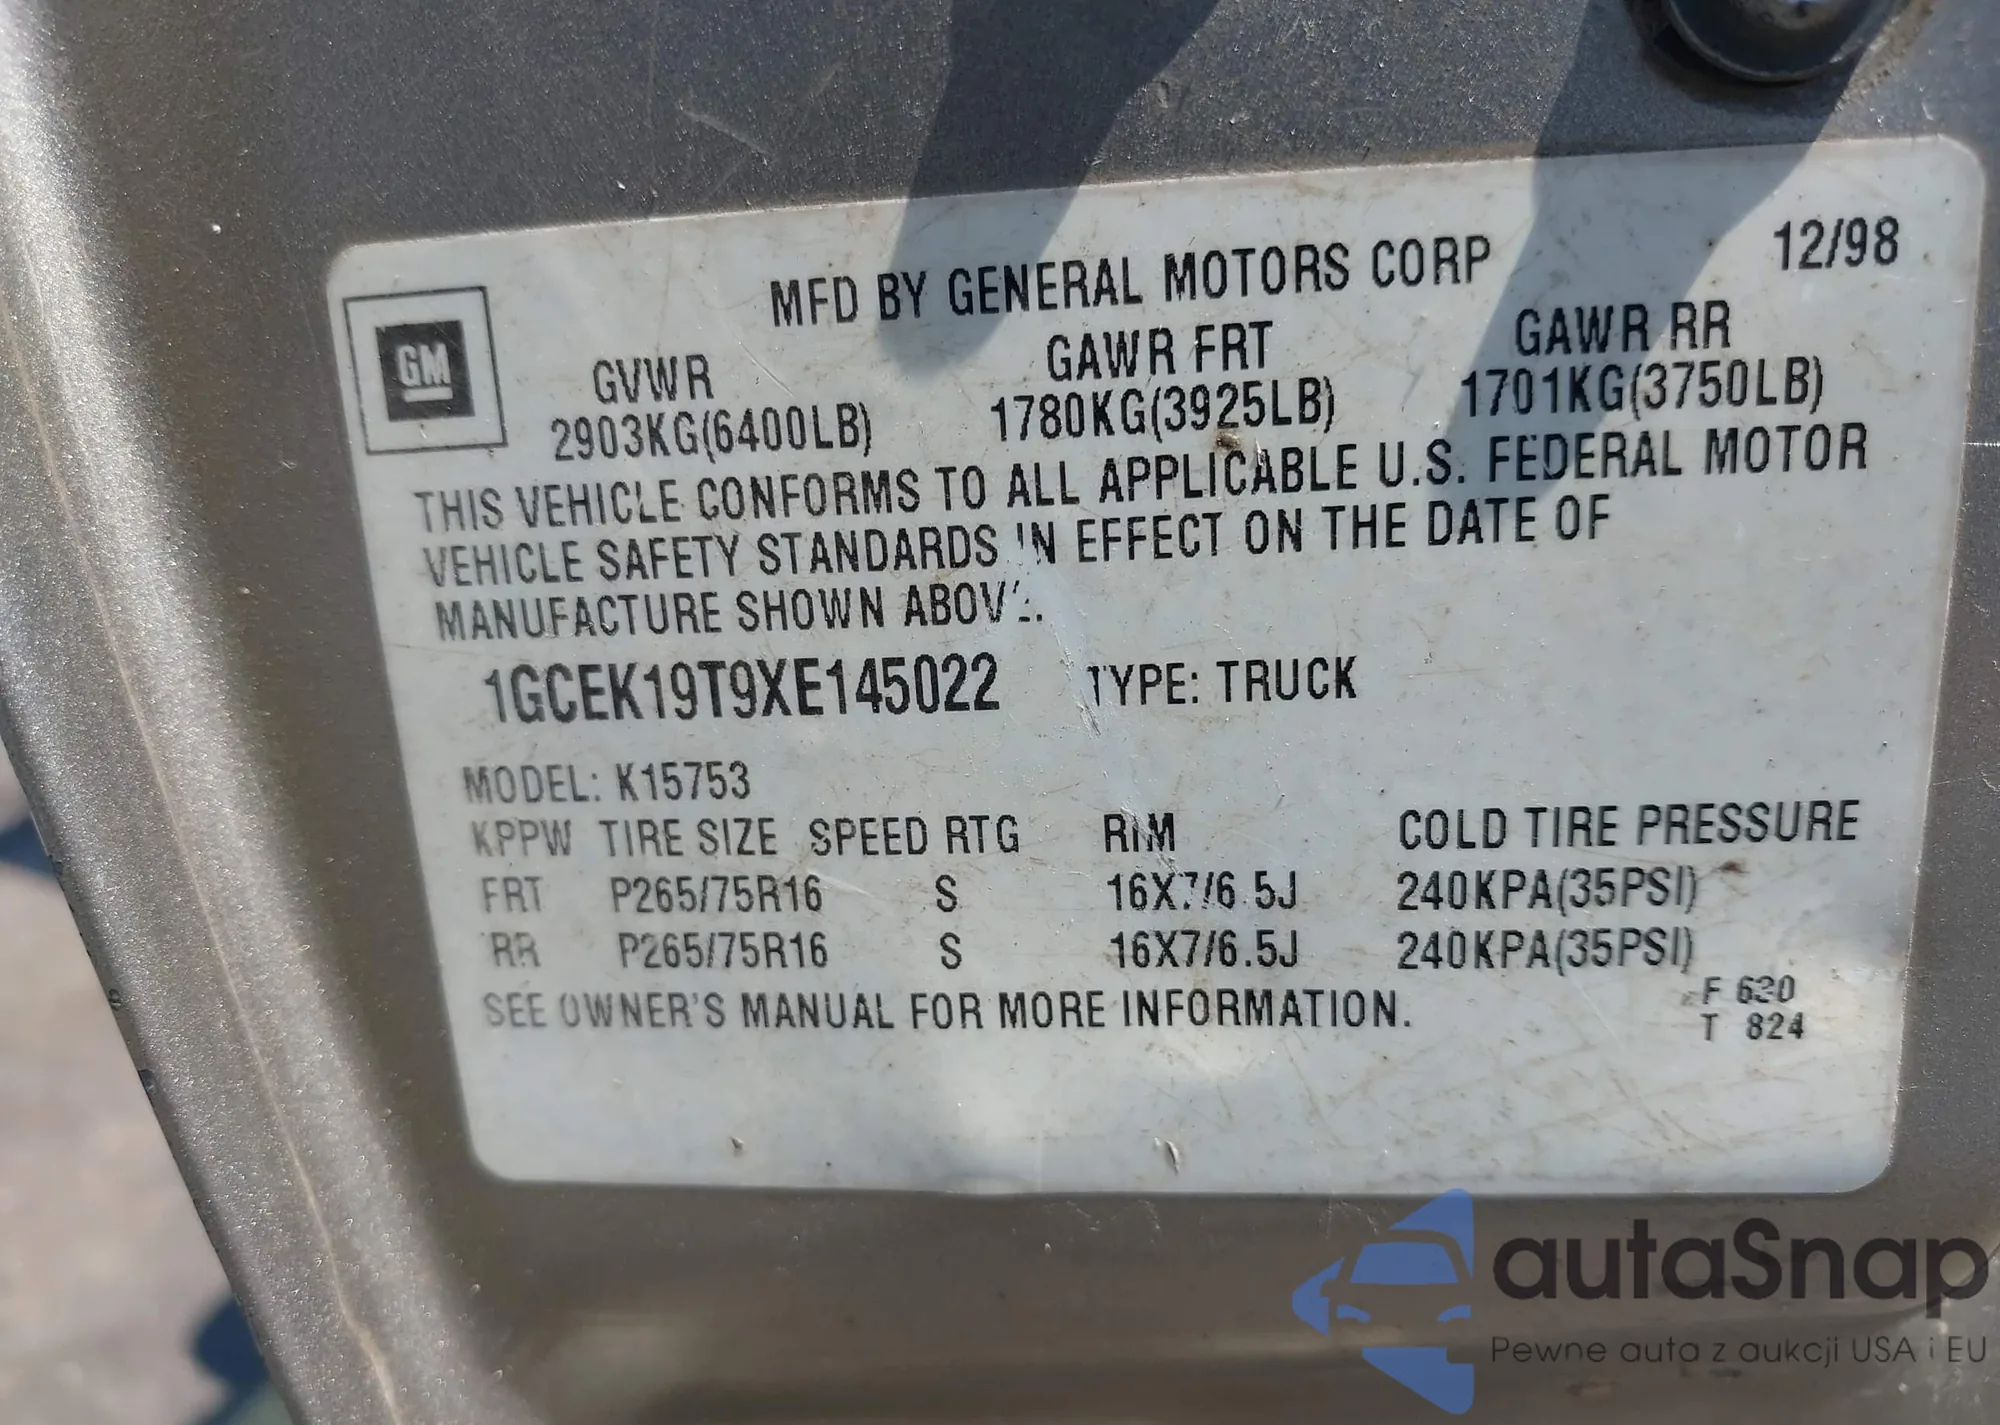 MFD BY GENERAL MOTORS CORP 12/98
GM
GVWR GAWR FRT GAWR RR
2903KG(6400LB) 1780KG(3925LB) 1701KG(3750LB)
THIS VEHICLE CONFORMS TO ALL APPLICABLE U.S. FEDERAL MOTOR
VEHICLE SAFETY STANDARDS IN EFFECT ON THE DATE OF
MANUFACTURE SHOWN ABOVE.
1GCEK19T9XE145022 TYPE: TRUCK
MODEL: K15753
KPPW TIRE SIZE SPEED RTG RIM COLD TIRE PRESSURE
FRT P265/75R16 S 16X7/6.5J 240KPA(35PSI)
RR P265/75R16 S 16X7/6.5J 240KPA(35PSI)
SEE OWNER'S MANUAL FOR MORE INFORMATION.
F 630
T 824
autaSnap
Pewne auta z aukcji USA i EU